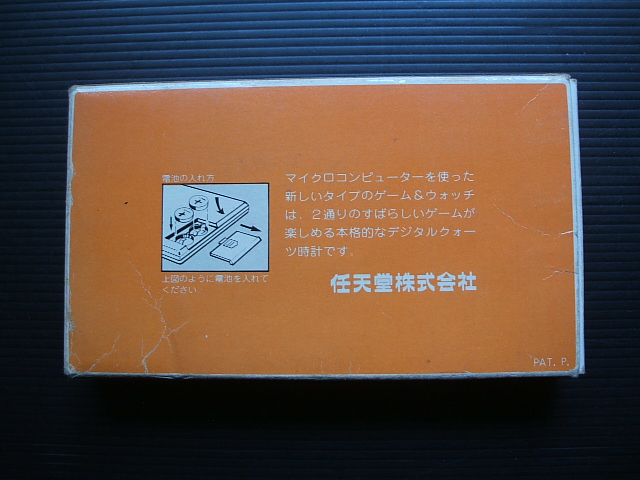 電池の入れ方
上図のように電池を入れて
ください
マイクロコンピューターを使った
新しいタイプのゲーム&ウォッチ
は、2通りのすばらしいゲームが
楽しめる本格的なデジタルクォー
ツ時計です。
任天堂株式会社
PAT. P.